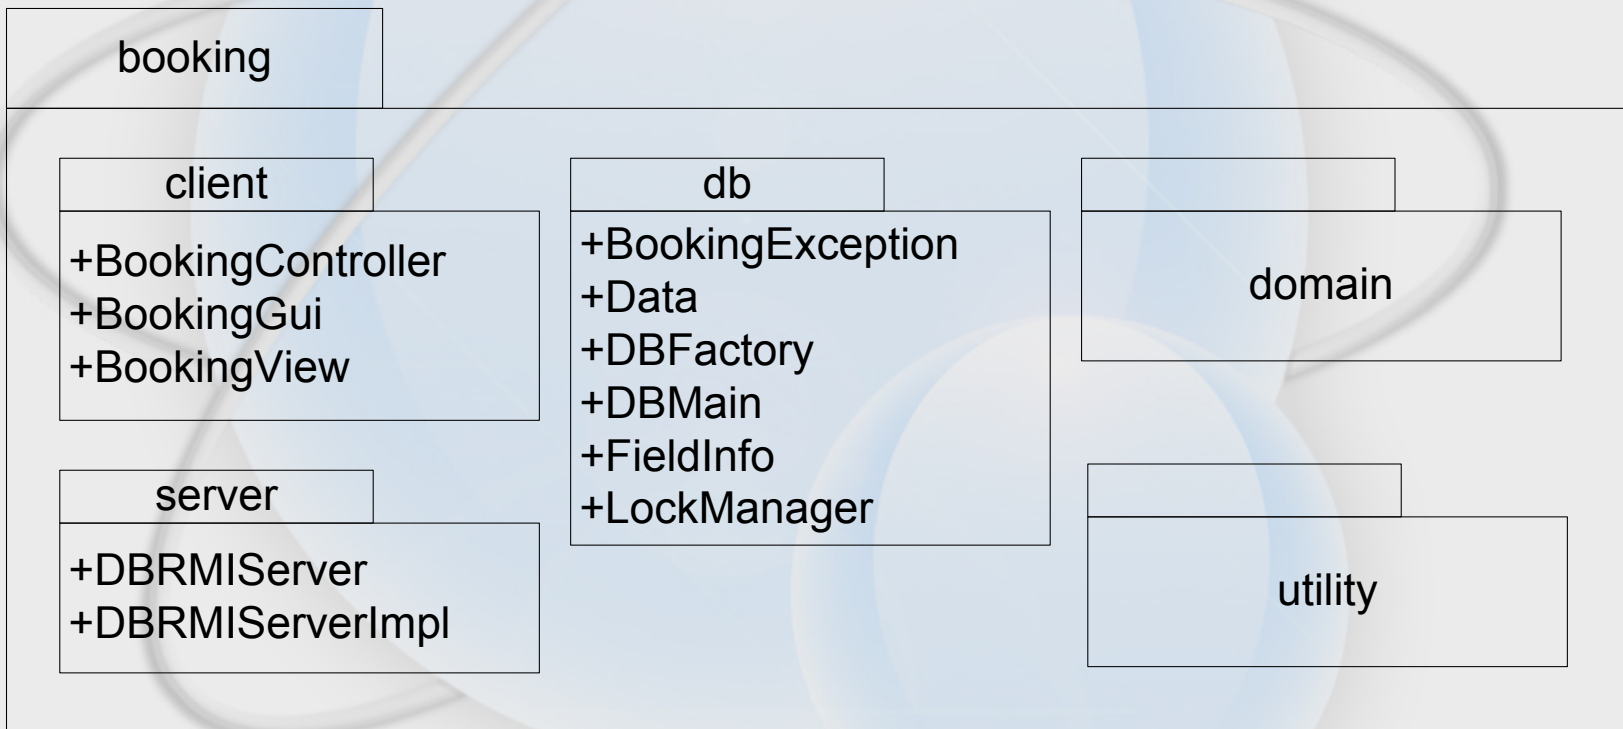 booking
client
+BookingController
+BookingGui
+BookingView
server
+DBRMIServer
+DBRMIServerImpl
db
+BookingException
+Data
+DBFactory
+DBMain
+FieldInfo
+LockManager
domain
utility